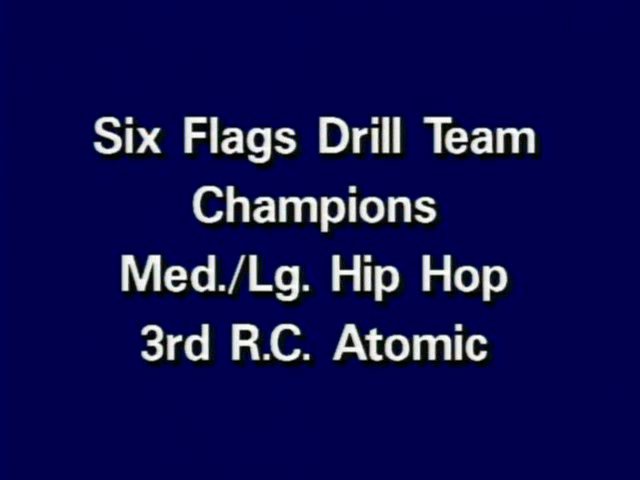 Six Flags Drill Team
Champions
Med./Lg. Hip Hop
3rd R.C. Atomic